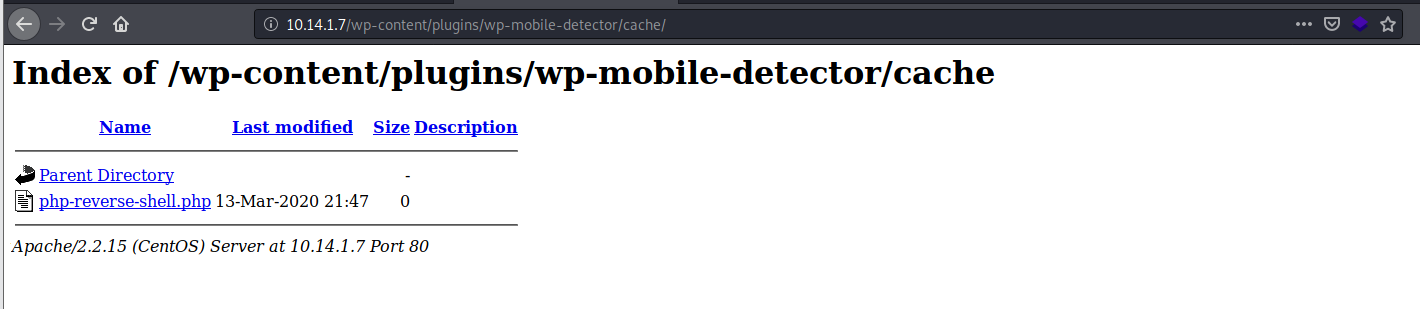 10.14.1.7/wp-content/plugins/wp-mobile-detector/cache/
Index of /wp-content/plugins/wp-mobile-detector/cache
Name Last modified Size Description
Parent Directory -
php-reverse-shell.php 13-Mar-2020 21:47 0
Apache/2.2.15 (CentOS) Server at 10.14.1.7 Port 80